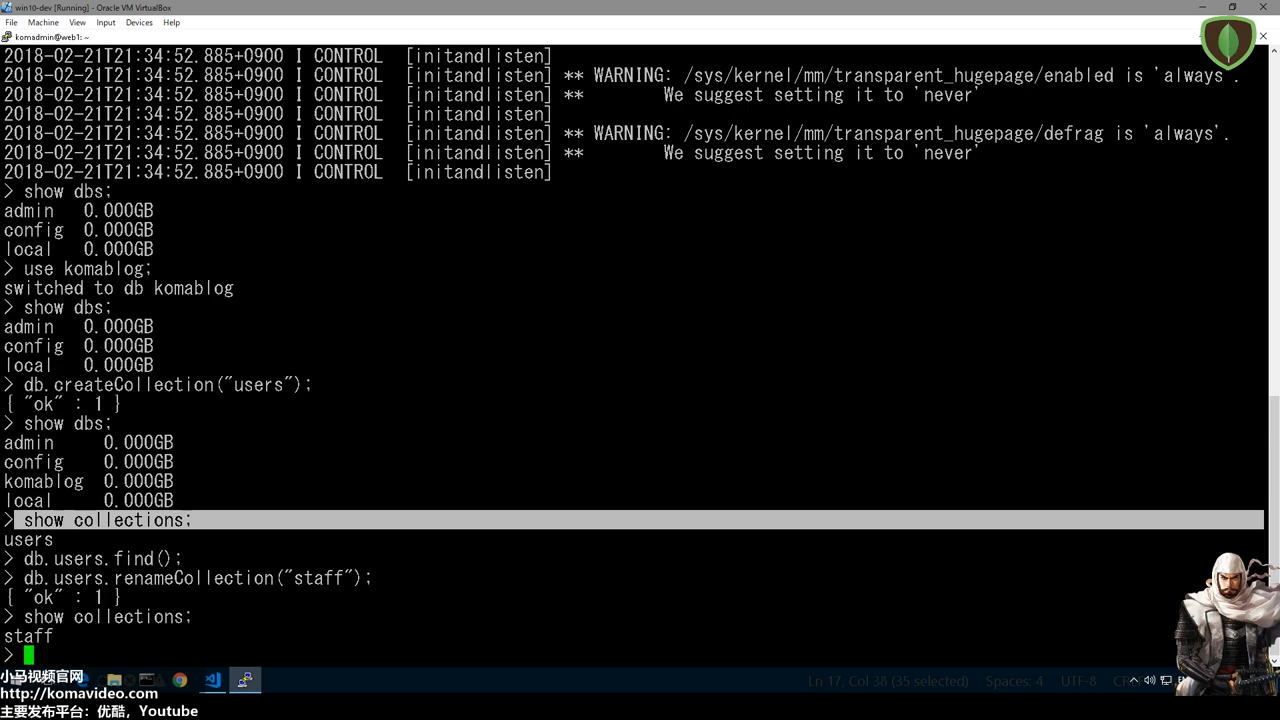 win10-dev [Running] - Oracle VM VirtualBox
File Machine View Input Devices Help
komadmin@web1: ~
2018-02-21T21:34:52.885+0900 I CONTROL  [initandlisten]
2018-02-21T21:34:52.885+0900 I CONTROL  [initandlisten] ** WARNING: /sys/kernel/mm/transparent_hugepage/enabled is 'always'.
2018-02-21T21:34:52.885+0900 I CONTROL  [initandlisten] **        We suggest setting it to 'never'
2018-02-21T21:34:52.885+0900 I CONTROL  [initandlisten]
2018-02-21T21:34:52.885+0900 I CONTROL  [initandlisten] ** WARNING: /sys/kernel/mm/transparent_hugepage/defrag is 'always'.
2018-02-21T21:34:52.885+0900 I CONTROL  [initandlisten] **        We suggest setting it to 'never'
2018-02-21T21:34:52.885+0900 I CONTROL  [initandlisten]
> show dbs;
admin   0.000GB
config  0.000GB
local   0.000GB
> use komablog;
switched to db komablog
> show dbs;
admin   0.000GB
config  0.000GB
local   0.000GB
> db.createCollection("users");
{ "ok" : 1 }
> show dbs;
admin     0.000GB
config    0.000GB
komablog  0.000GB
local     0.000GB
> show collections;
users
> db.users.find();
> db.users.renameCollection("staff");
{ "ok" : 1 }
> show collections;
staff
>
Ln 17, Col 38 (35 selected) Spaces: 4 UTF-8
小马视频官网
http://komavideo.com
主要发布平台：优酷，Youtube